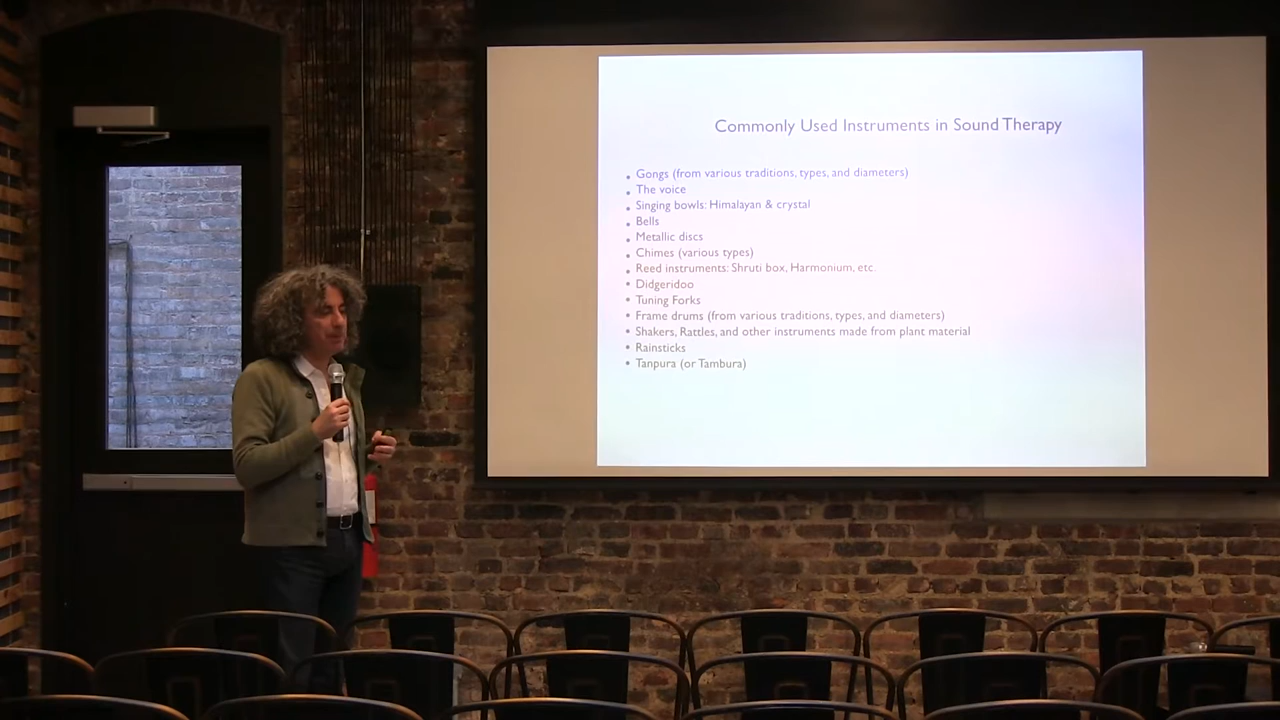 Commonly Used Instruments in Sound Therapy
• Gongs (from various traditions, types, and diameters)
• The voice
• Singing bowls: Himalayan & crystal
• Bells
• Metallic discs
• Chimes (various types)
• Reed instruments: Shruti box, Harmonium, etc.
• Didgeridoo
• Tuning Forks
• Frame drums (from various traditions, types, and diameters)
• Shakers, Rattles, and other instruments made from plant material
• Rainsticks
• Tanpura (or Tambura)